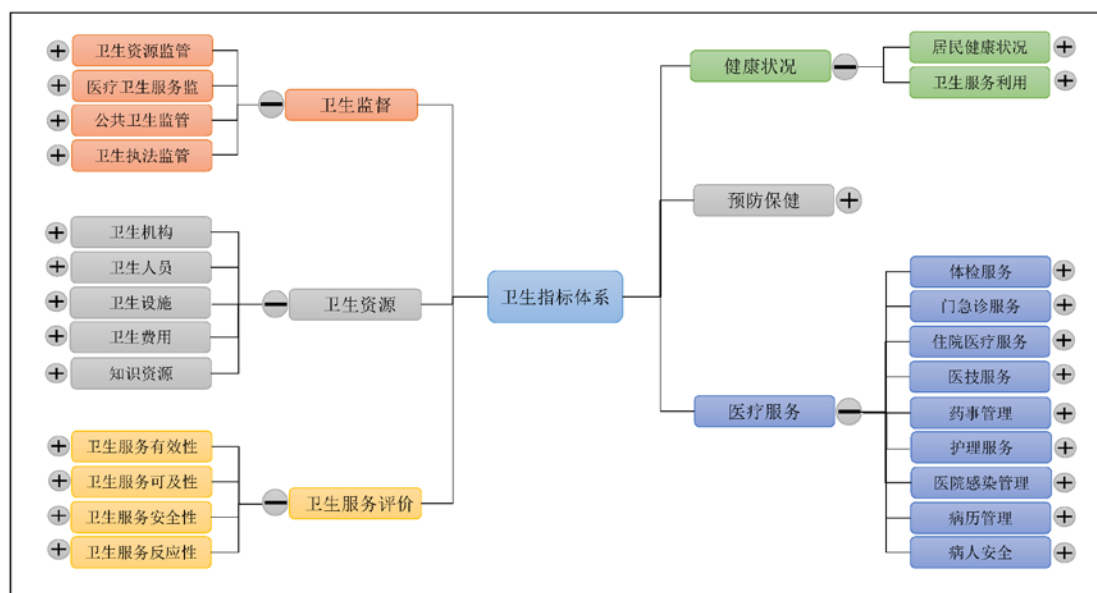 卫生资源监管
医疗卫生服务监
公共卫生监管
卫生执法监管
卫生监督
卫生机构
卫生人员
卫生设施
卫生费用
知识资源
卫生资源
卫生服务有效性
卫生服务可及性
卫生服务安全性
卫生服务反应性
卫生服务评价
卫生指标体系
健康状况
居民健康状况
卫生服务利用
预防保健
医疗服务
体检服务
门急诊服务
住院医疗服务
医技服务
药事管理
护理服务
医院感染管理
病历管理
病人安全